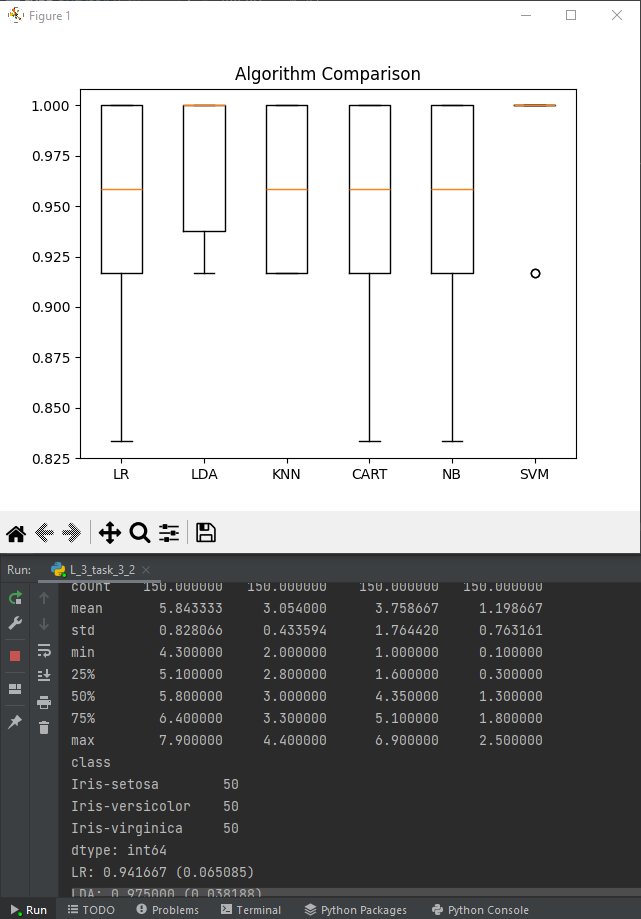 Figure 1
Algorithm Comparison
1.000
0.975
0.950
0.925
0.900
0.875
0.850
0.825
LR LDA KNN CART NB SVM
Run: L_3_task_3_2
count 150.000000 150.000000 150.000000 150.000000
mean 5.843333 3.054000 3.758667 1.198667
std 0.828066 0.433594 1.764420 0.763161
min 4.300000 2.000000 1.000000 0.100000
25% 5.100000 2.800000 1.600000 0.300000
50% 5.800000 3.000000 4.350000 1.300000
75% 6.400000 3.300000 5.100000 1.800000
max 7.900000 4.400000 6.900000 2.500000
class
Iris-setosa 50
Iris-versicolor 50
Iris-virginica 50
dtype: int64
LR: 0.941667 (0.065085)
LDA: 0.975000 (0.038188)
Run TODO Problems Terminal Python Packages Python Console